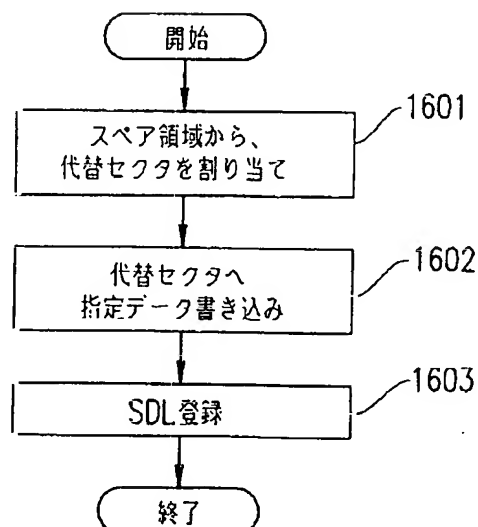 開始
1601
スペア領域から、
代替セクタを割り当て
1602
代替セクタへ
指定データ書き込み
1603
SDL登録
終了